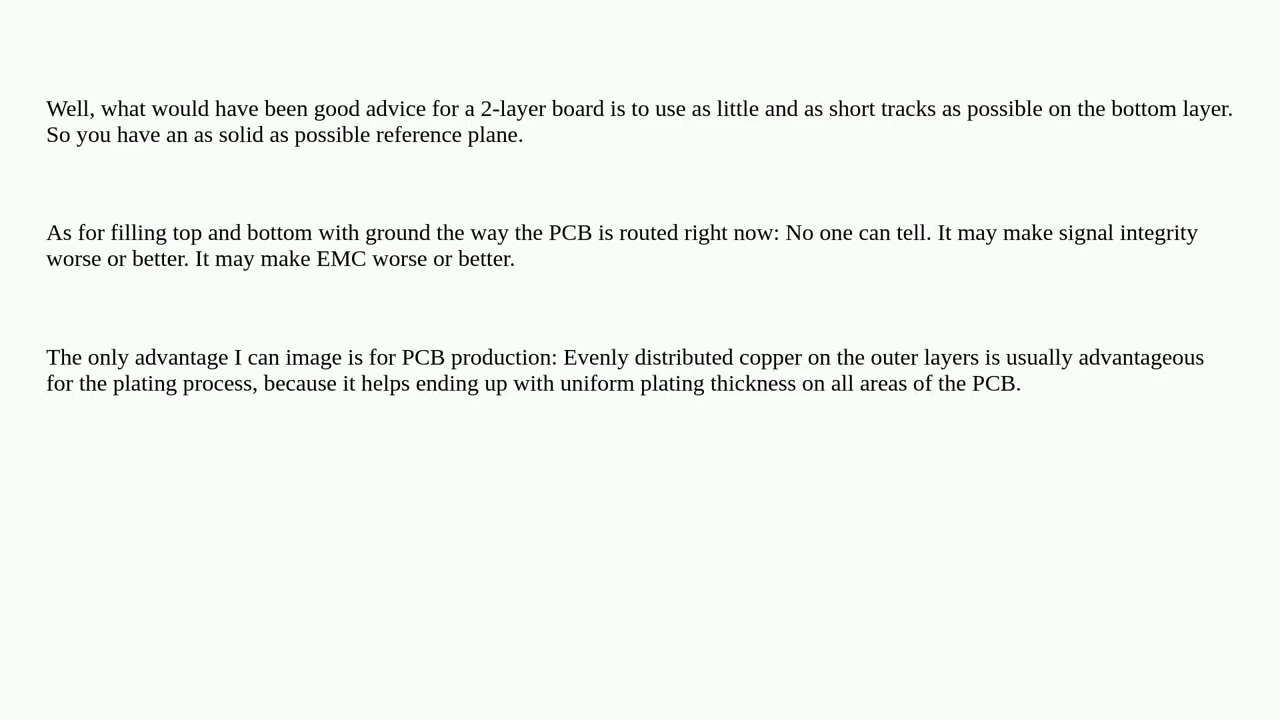 Well, what would have been good advice for a 2-layer board is to use as little and as short tracks as possible on the bottom layer.
So you have an as solid as possible reference plane.
As for filling top and bottom with ground the way the PCB is routed right now: No one can tell. It may make signal integrity
worse or better. It may make EMC worse or better.
The only advantage I can image is for PCB production: Evenly distributed copper on the outer layers is usually advantageous
for the plating process, because it helps ending up with uniform plating thickness on all areas of the PCB.